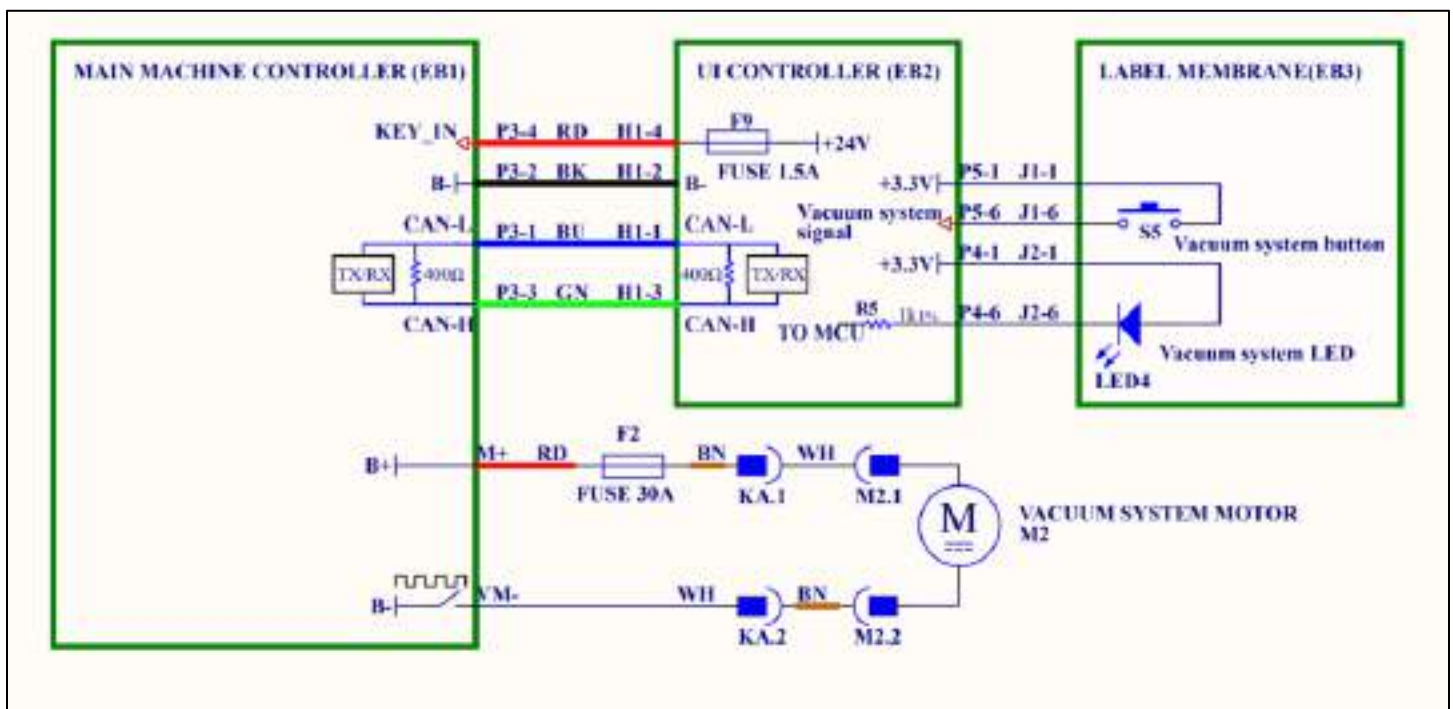 MAIN MACHINE CONTROLLER (EB1)
UI CONTROLLER (EB2)
LABEL MEMBRANE(EB3)
KEY_IN P3-4 RD H1-4 F9 +24V
FUSE 1.5A
B- P3-2 BK H1-2 B-
+3.3V P5-1 J1-1
CAN-L P3-1 BU H1-1 CAN-L
Vacuum system P5-6 J1-6
signal
S5
Vacuum system button
TX/RX 400Ω
400Ω TX/RX
+3.3V P4-1 J2-1
CAN-H P3-3 GN H1-3 CAN-H
TO MCU R5 1k1% P4-6 J2-6
Vacuum system LED
LED4
B+ M+ RD F2 BN WH
FUSE 30A KA.1 M2.1
M
VACUUM SYSTEM MOTOR
M2
B- VM- WH BN
KA.2 M2.2